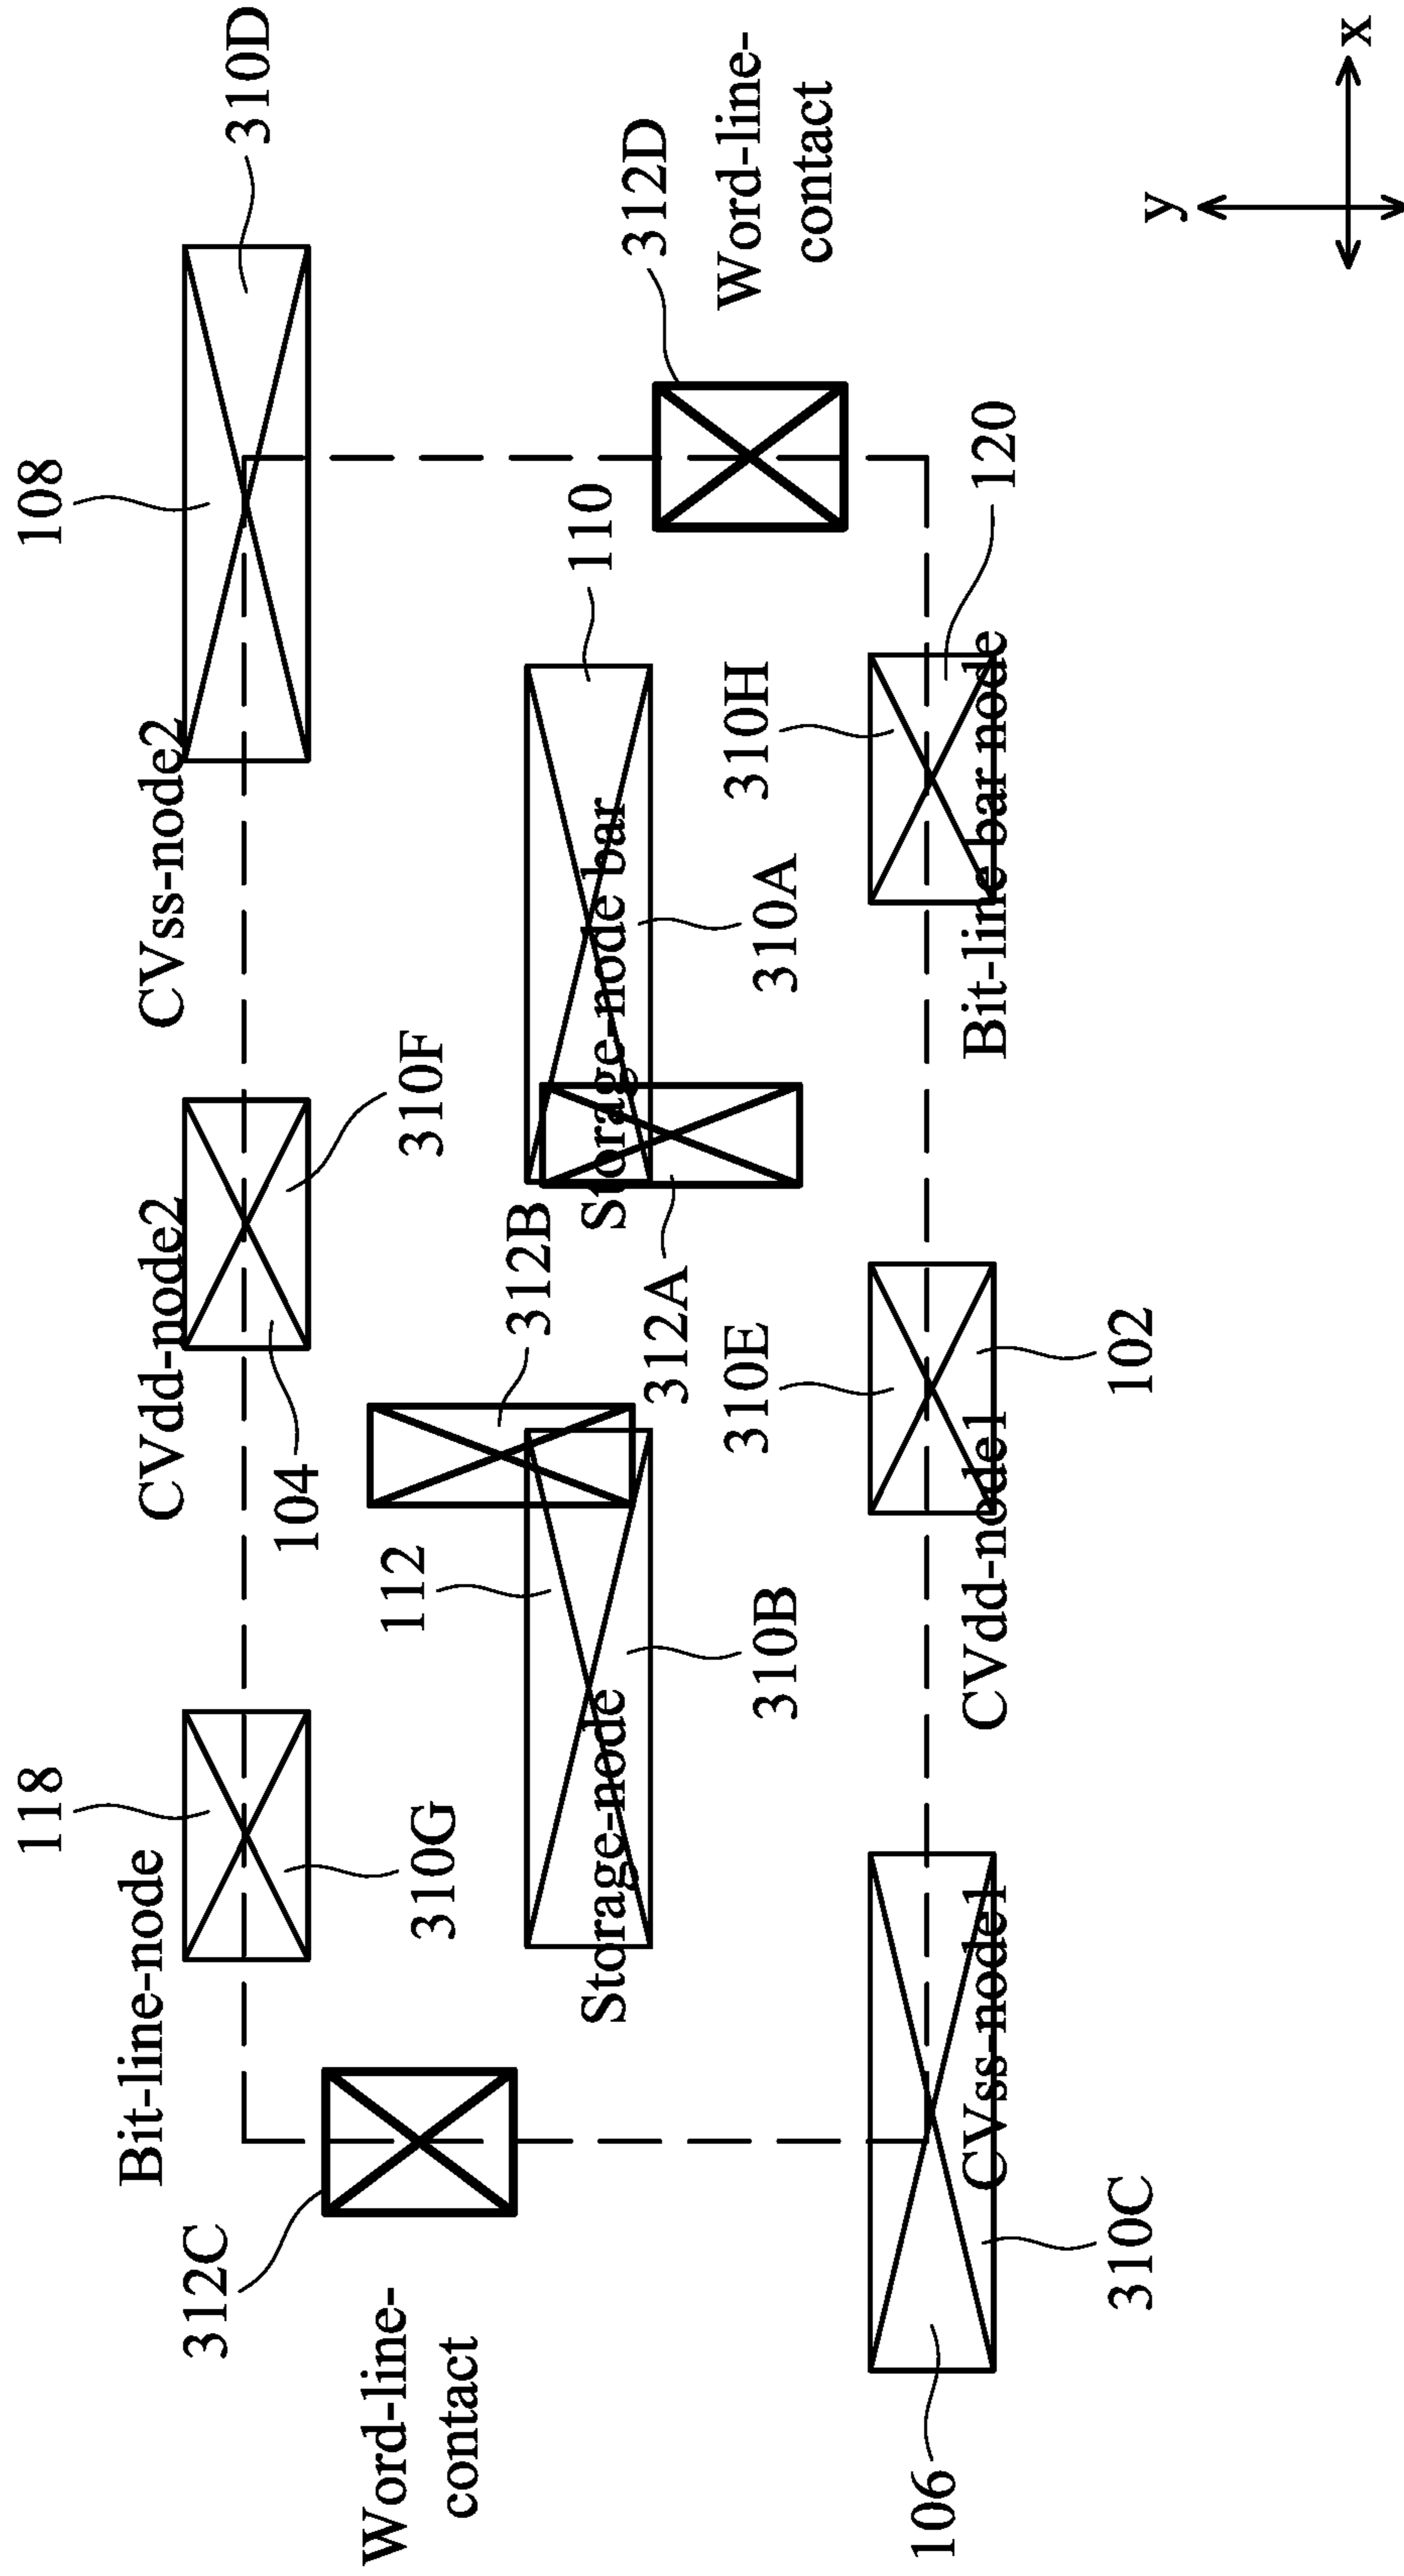 118
108
Bit-line-node
CVdd-node2
CVss-node2
312C
310D
104
Word-line-
contact
112
310F
310G
312B
110
Storage-node
Storage-node bar
312D
312A
Word-line-
contact
310E
310H
310B
310A
106
CVss-node1
CVdd-node1
Bit-line bar node
120
310C
102
y
x